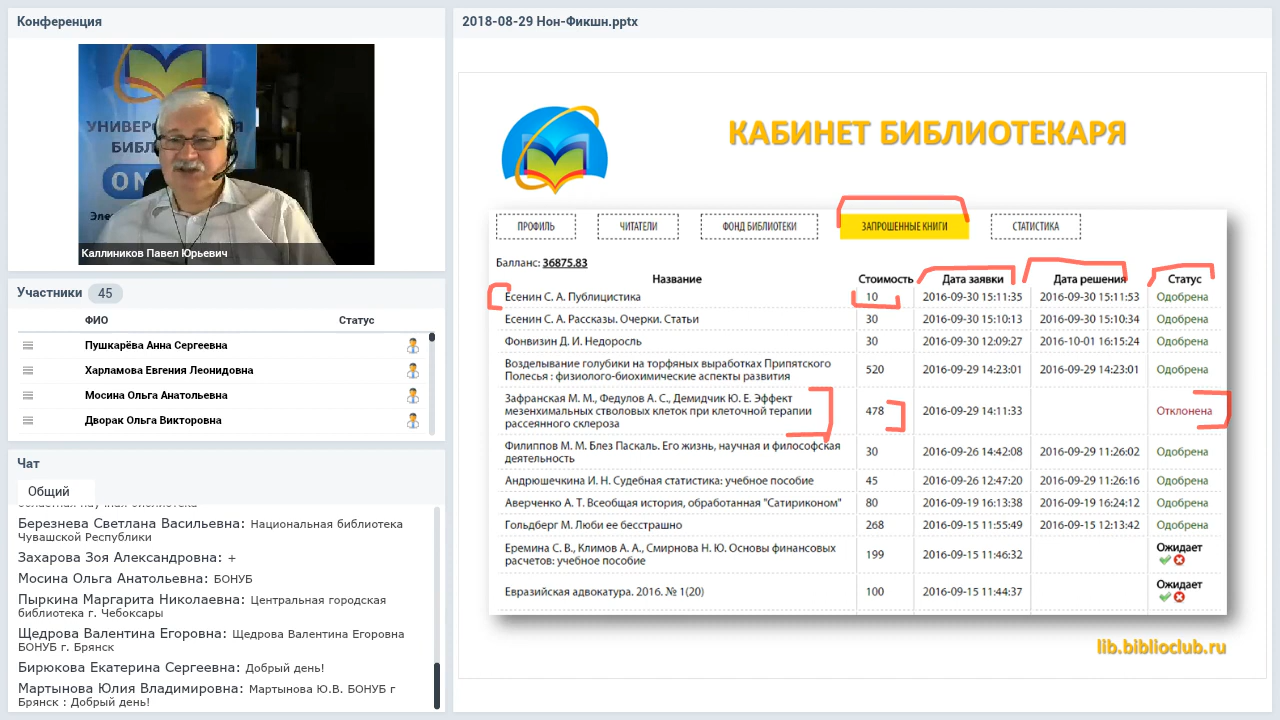 Конференция
УНИВЕР
Я
БИБЛ
ON
Эле
Каллиников Павел Юрьевич
Участники 45
ФИО Статус
Пушкарёва Анна Сергеевна
Харламова Евгения Леонидовна
Мосина Ольга Анатольевна
Дворак Ольга Викторовна
Чат
Общий
Березнева Светлана Васильевна: Национальная библиотека
Чувашской Республики
Захарова Зоя Александровна: +
Мосина Ольга Анатольевна: БОНУБ
Пыркина Маргарита Николаевна: Центральная городская
библиотека г. Чебоксары
Щедрова Валентина Егоровна: Щедрова Валентина Егоровна
БОНУБ г. Брянск
Бирюкова Екатерина Сергеевна: Добрый день!
Мартынова Юлия Владимировна: Мартынова Ю.В. БОНУБ г
Брянск : Добрый день!
2018-08-29 Нон-Фикшн.pptx
КАБИНЕТ БИБЛИОТЕКАРЯ
ПРОФИЛЬ ЧИТАТЕЛИ ФОНД БИБЛИОТЕКИ ЗАПРОШЕННЫЕ КНИГИ СТАТИСТИКА
Балланс: 36875.83
Название Стоимость Дата заявки Дата решения Статус
Есенин С. А. Публицистика 10 2016-09-30 15:11:35 2016-09-30 15:11:53 Одобрена
Есенин С. А. Рассказы. Очерки. Статьи 30 2016-09-30 15:10:13 2016-09-30 15:10:34 Одобрена
Фонвизин Д. И. Недоросль 30 2016-09-30 12:09:27 2016-10-01 16:15:24 Одобрена
Возделывание голубики на торфяных выработках Припятского
Полесья : физиолого-биохимические аспекты развития 520 2016-09-29 14:23:01 2016-09-29 14:23:01 Одобрена
Зафранская М. М., Федулов А. С., Демидчик Ю. Е. Эффект
мезенхимальных стволовых клеток при клеточной терапии 478 2016-09-29 14:11:33 Отклонена
рассеянного склероза
Филиппов М. М. Блез Паскаль. Его жизнь, научная и философская
деятельность 30 2016-09-26 14:42:08 2016-09-29 11:26:02 Одобрена
Андрюшечкина И. Н. Судебная статистика: учебное пособие 45 2016-09-26 12:47:20 2016-09-29 11:26:16 Одобрена
Аверченко А. Т. Всеобщая история, обработанная "Сатириконом" 80 2016-09-19 16:13:38 2016-09-19 16:24:12 Одобрена
Гольдберг М. Люби ее бесстрашно 268 2016-09-15 11:55:49 2016-09-15 12:13:42 Одобрена
Еремина С. В., Климов А. А., Смирнова Н. Ю. Основы финансовых
расчетов: учебное пособие 199 2016-09-15 11:46:32 Ожидает
Евразийская адвокатура. 2016. № 1(20) 100 2016-09-15 11:44:37 Ожидает
lib.biblioclub.ru